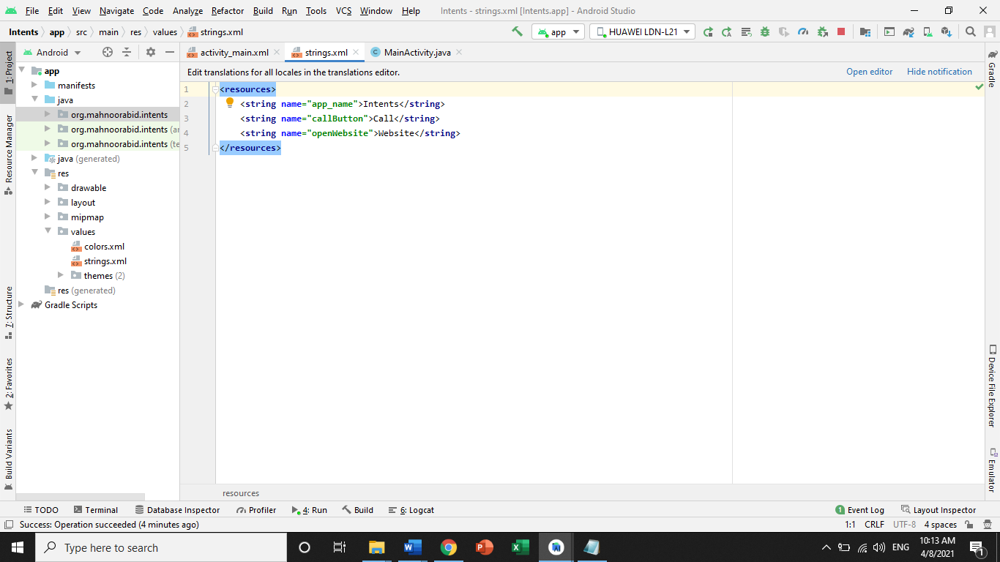 File Edit View Navigate Code Analyze Refactor Build Run Tools VCS Window Help Intents - strings.xml [Intents.app] - Android Studio
Intents app src main res values strings.xml app HUAWEI LDN-L21
Android activity_main.xml strings.xml MainActivity.java
Edit translations for all locales in the translations editor. Open editor Hide notification
1: Project
Resource Manager
7: Structure
2: Favorites
Build Variants
app
manifests
java
org.mahnoorabid.intents
org.mahnoorabid.intents (ar
org.mahnoorabid.intents (te
java (generated)
res
drawable
layout
mipmap
values
colors.xml
strings.xml
themes (2)
res (generated)
Gradle Scripts
1 <resources>
2 <string name="app_name">Intents</string>
3 <string name="callButton">Call</string>
4 <string name="openWebsite">Website</string>
5 </resources>
Gradle
Device File Explorer
Emulator
resources
TODO Terminal Database Inspector Profiler 4: Run Build 6: Logcat 1 Event Log Layout Inspector
Success: Operation succeeded (4 minutes ago) 1:1 CRLF UTF-8 4 spaces
Type here to search ENG 10:13 AM
4/8/2021 1